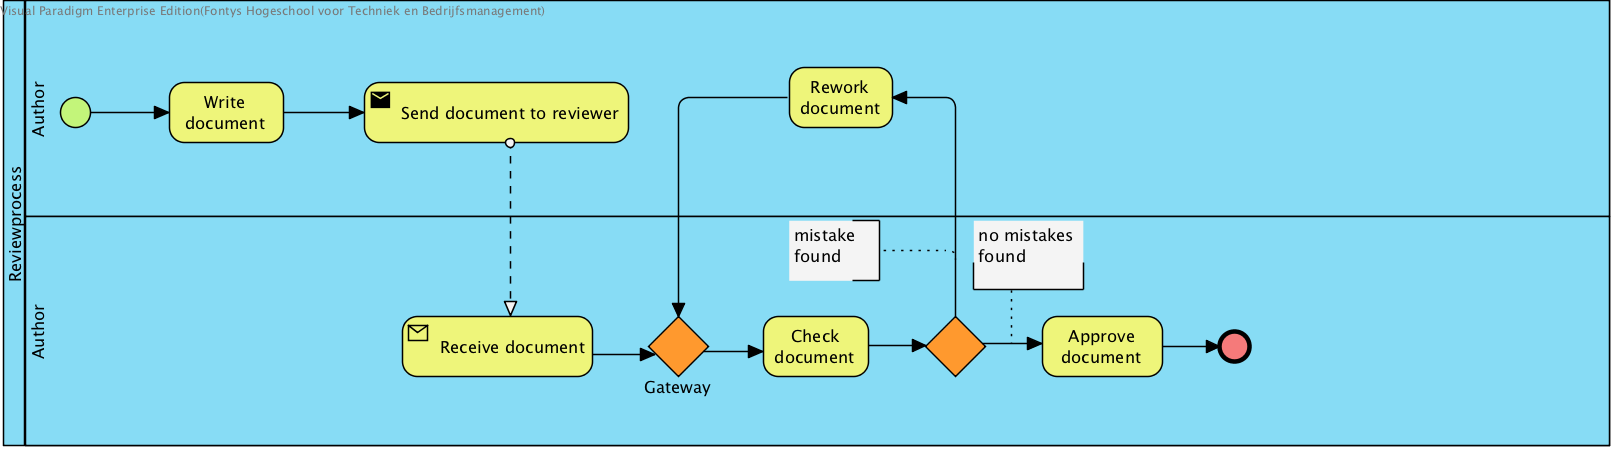 Visual Paradigm Enterprise Edition(Fontys Hogeschool voor Techniek en Bedrijfsmanagement)
Reviewprocess
Author
Write
document
Send document to reviewer
Rework
document
Author
mistake
found
no mistakes
found
Receive document
Gateway
Check
document
Approve
document